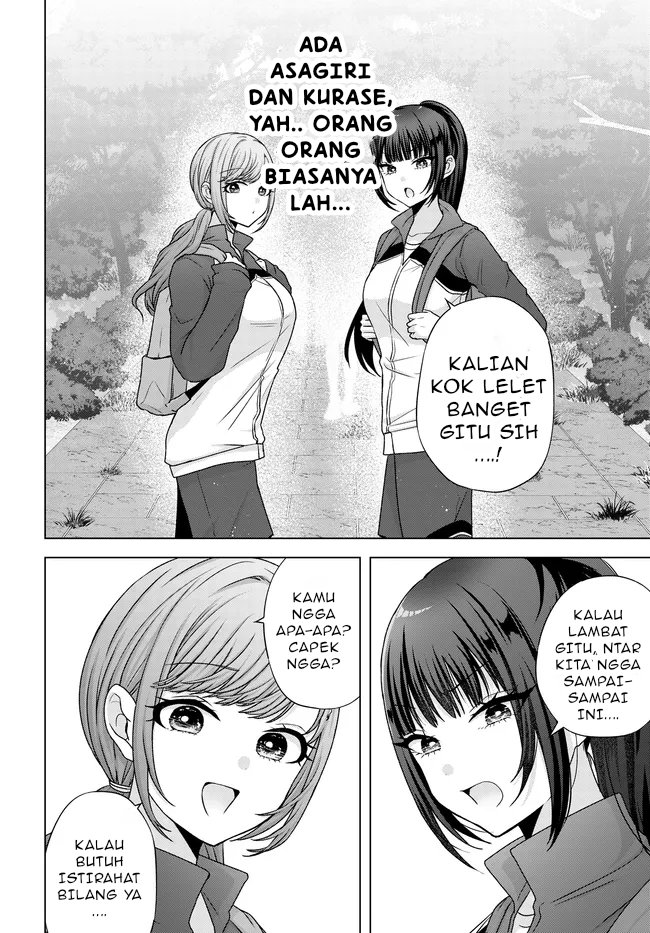 ADA
ASAGIRI
DAN KURASE,
YAH.. ORANG
ORANG
BIASANYA
LAH...
KALIAN
KOK LELET
BANGET
GITU SIH
....!
KALAU
LAMBAT
GITU, NTAR
KITA NGGA
SAMPAI-
SAMPAI
INI....
KAMU
NGGA
APA-APA?
CAPEK
NGGA?
KALAU
BUTUH
ISTIRAHAT
BILANG YA
....